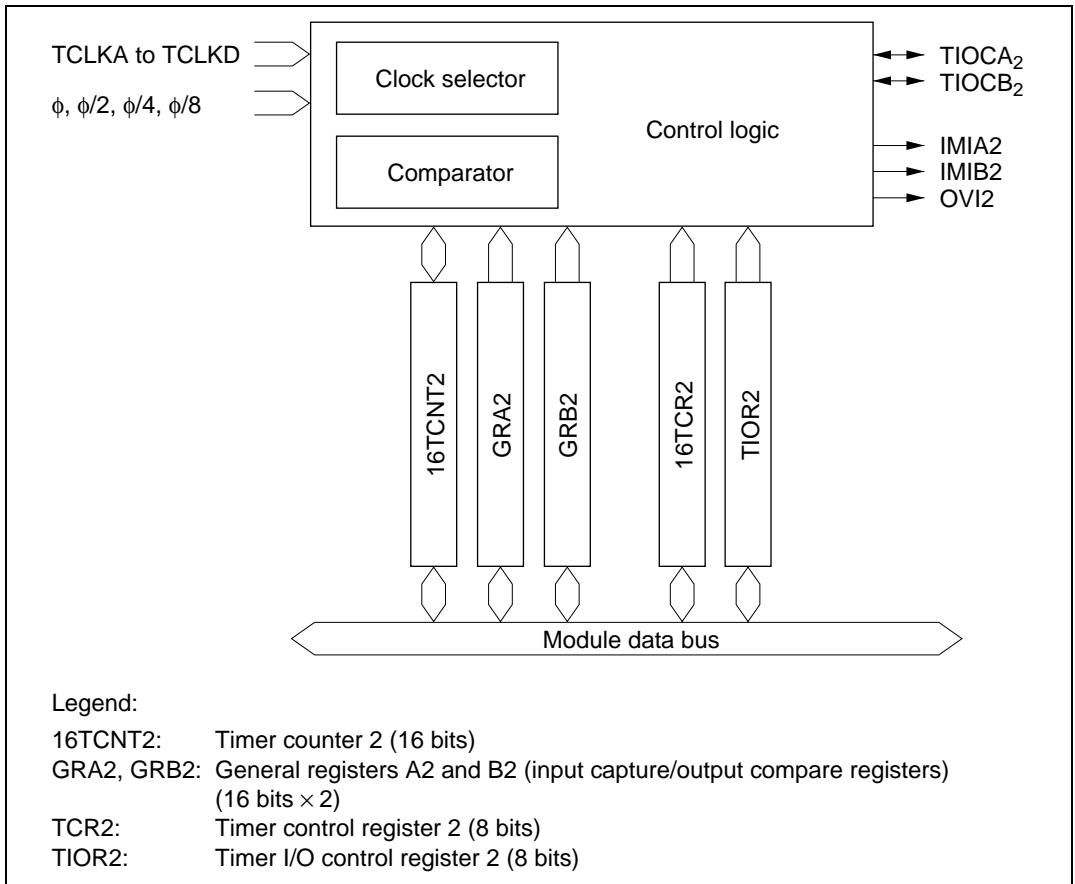 TCLKA to TCLKD
ϕ, ϕ/2, ϕ/4, ϕ/8
Clock selector
Comparator
Control logic
TIOCA₂
TIOCB₂
IMIA2
IMIB2
OVI2
16TCNT2
GRA2
GRB2
16TCR2
TIOR2
Module data bus
Legend:
16TCNT2: Timer counter 2 (16 bits)
GRA2, GRB2: General registers A2 and B2 (input capture/output compare registers)
(16 bits × 2)
TCR2: Timer control register 2 (8 bits)
TIOR2: Timer I/O control register 2 (8 bits)